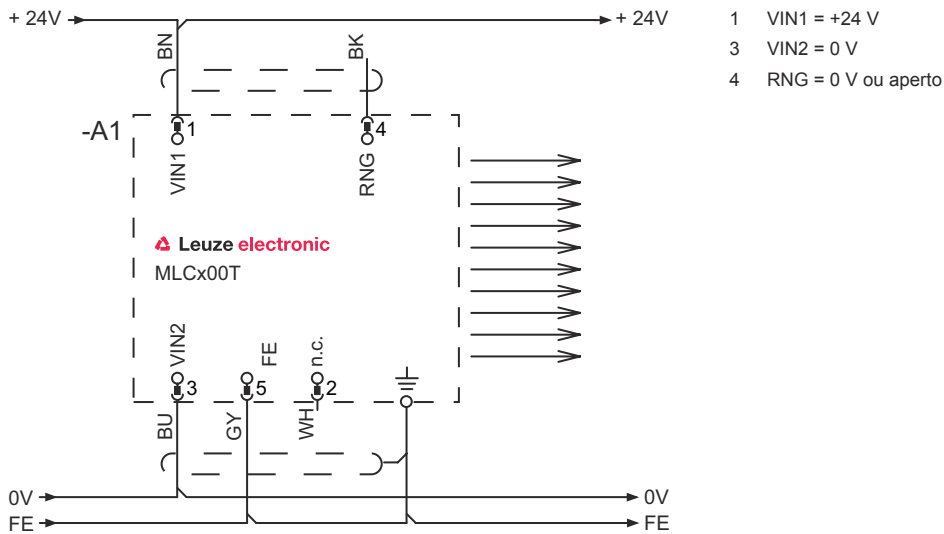 + 24V
+ 24V
1 VIN1 = +24 V
3 VIN2 = 0 V
4 RNG = 0 V ou aperto
BN
BK
-A1
1
4
VIN1
RNG
Leuze electronic
MLCx00T
VIN2
FE
n.c.
3
5
2
BU
GY
WH
0V
0V
FE
FE